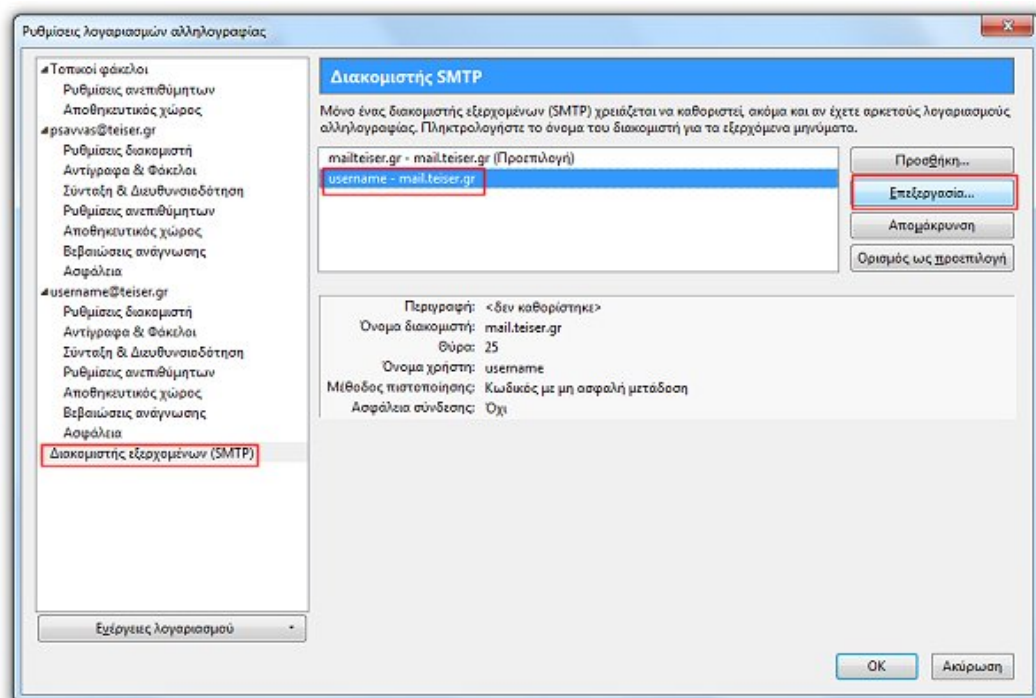 Ρυθμίσεις λογαριασμών αλληλογραφίας
Τοπικοί φάκελοι
Ρυθμίσεις ανεπιθύμητων
Αποθηκευτικός χώρος
psavvas@teiser.gr
Ρυθμίσεις διακομιστή
Αντίγραφα & Φάκελοι
Σύνταξη & Διευθυνσιοδότηση
Ρυθμίσεις ανεπιθύμητων
Αποθηκευτικός χώρος
Βεβαιώσεις ανάγνωσης
Ασφάλεια
username@teiser.gr
Ρυθμίσεις διακομιστή
Αντίγραφα & Φάκελοι
Σύνταξη & Διευθυνσιοδότηση
Ρυθμίσεις ανεπιθύμητων
Αποθηκευτικός χώρος
Βεβαιώσεις ανάγνωσης
Ασφάλεια
Διακομιστής εξερχομένων (SMTP)
Ενέργειες λογαριασμού
Διακομιστής SMTP
Μόνο ένας διακομιστής εξερχομένων (SMTP) χρειάζεται να καθοριστεί, ακόμα και αν έχετε αρκετούς λογαριασμούς
αλληλογραφίας. Πληκτρολογήστε το όνομα του διακομιστή για τα εξερχόμενα μηνύματα.
mailteiser.gr - mail.teiser.gr (Προεπιλογή)
username - mail.teiser.gr
Προσθήκη...
Επεξεργασία...
Απομάκρυνση
Ορισμός ως προεπιλογή
Περιγραφή: <δεν καθορίστηκε>
Όνομα διακομιστή: mail.teiser.gr
Θύρα: 25
Όνομα χρήστη: username
Μέθοδος πιστοποίησης: Κωδικός με μη ασφαλή μετάδοση
Ασφάλεια σύνδεσης: Όχι
OK
Ακύρωση